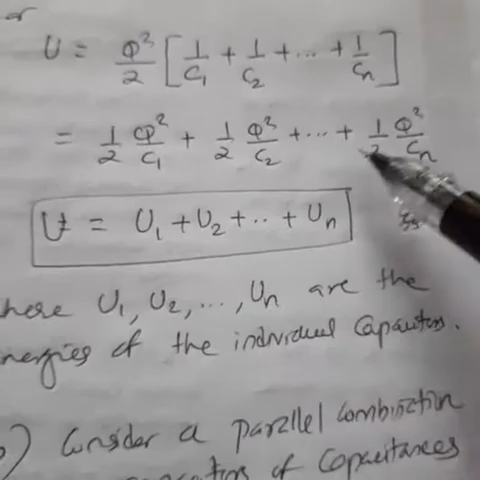 or
U = Q²/2 [1/C₁ + 1/C₂ + ... + 1/Cₙ]
= 1/2 Q²/C₁ + 1/2 Q²/C₂ + ... + 1/2 Q²/Cₙ
U = U₁ + U₂ + .. + Uₙ
here U₁, U₂, ..., Uₙ are the
nergies of the individual Capacitors.
) Consider a parallel combination
of Capacitances